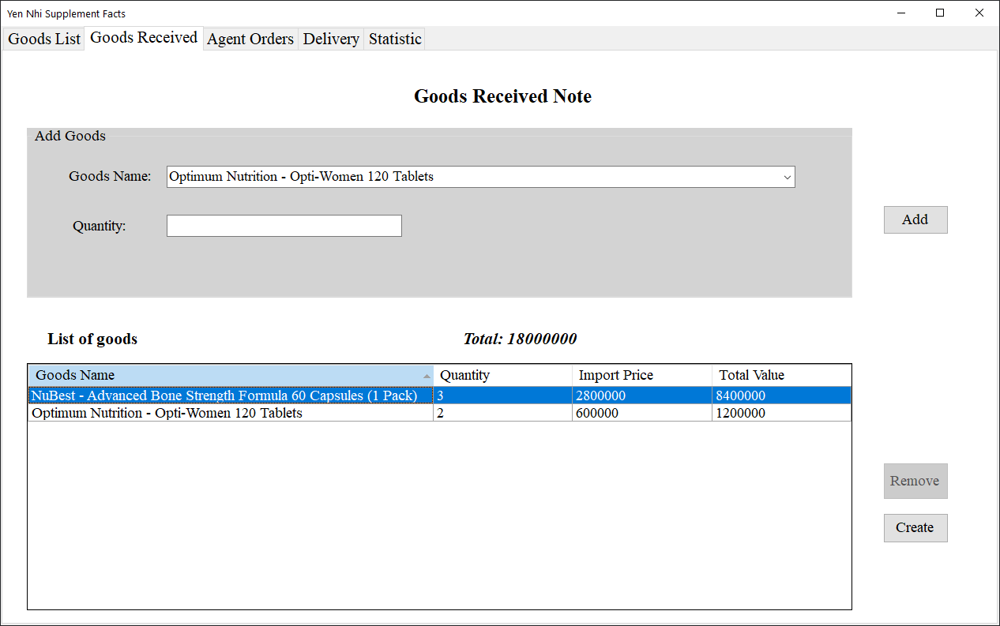 Yen Nhi Supplement Facts
Goods List Goods Received Agent Orders Delivery Statistic
Goods Received Note
Add Goods
Goods Name: Optimum Nutrition - Opti-Women 120 Tablets
Quantity:
Add
List of goods Total: 18000000
Goods Name Quantity Import Price Total Value
NuBest - Advanced Bone Strength Formula 60 Capsules (1 Pack) 3 2800000 8400000
Optimum Nutrition - Opti-Women 120 Tablets 2 600000 1200000
Remove
Create